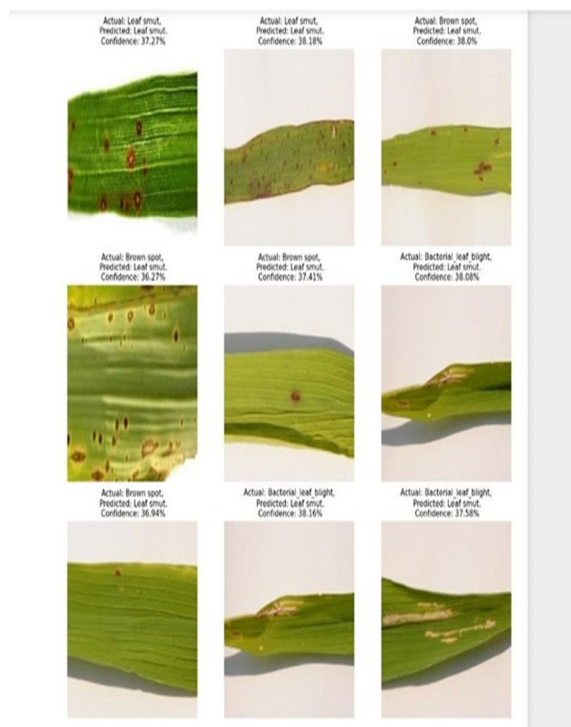 Actual: Leaf smut,
Predicted: Leaf smut.
Confidence: 37.27%
Actual: Leaf smut,
Predicted: Leaf smut.
Confidence: 38.18%
Actual: Brown spot,
Predicted: Leaf smut.
Confidence: 38.0%
Actual: Brown spot,
Predicted: Leaf smut.
Confidence: 36.27%
Actual: Brown spot,
Predicted: Leaf smut.
Confidence: 37.41%
Actual: Bacterial_leaf_blight,
Predicted: Leaf smut.
Confidence: 38.08%
Actual: Brown spot,
Predicted: Leaf smut.
Confidence: 36.94%
Actual: Bacterial_leaf_blight,
Predicted: Leaf smut.
Confidence: 38.16%
Actual: Bacterial_leaf_blight,
Predicted: Leaf smut.
Confidence: 37.58%